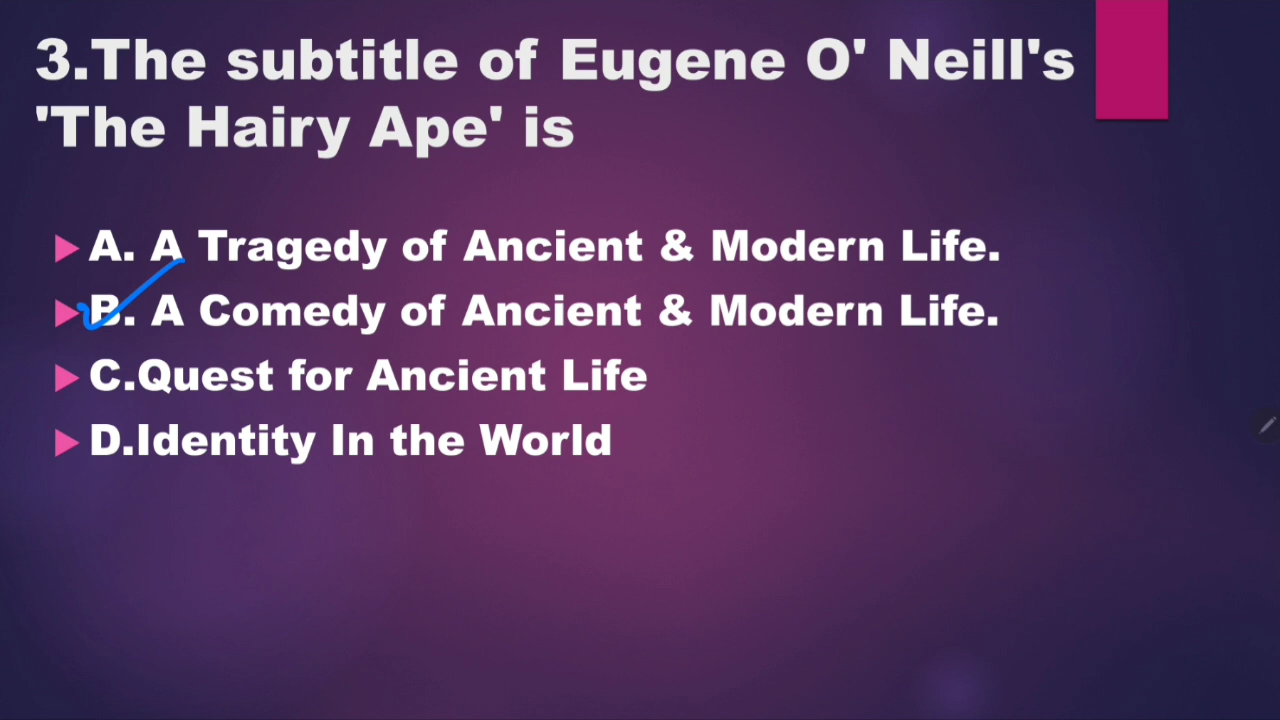 3.The subtitle of Eugene O' Neill's
'The Hairy Ape' is
A. A Tragedy of Ancient & Modern Life.
B. A Comedy of Ancient & Modern Life.
C.Quest for Ancient Life
D.Identity In the World